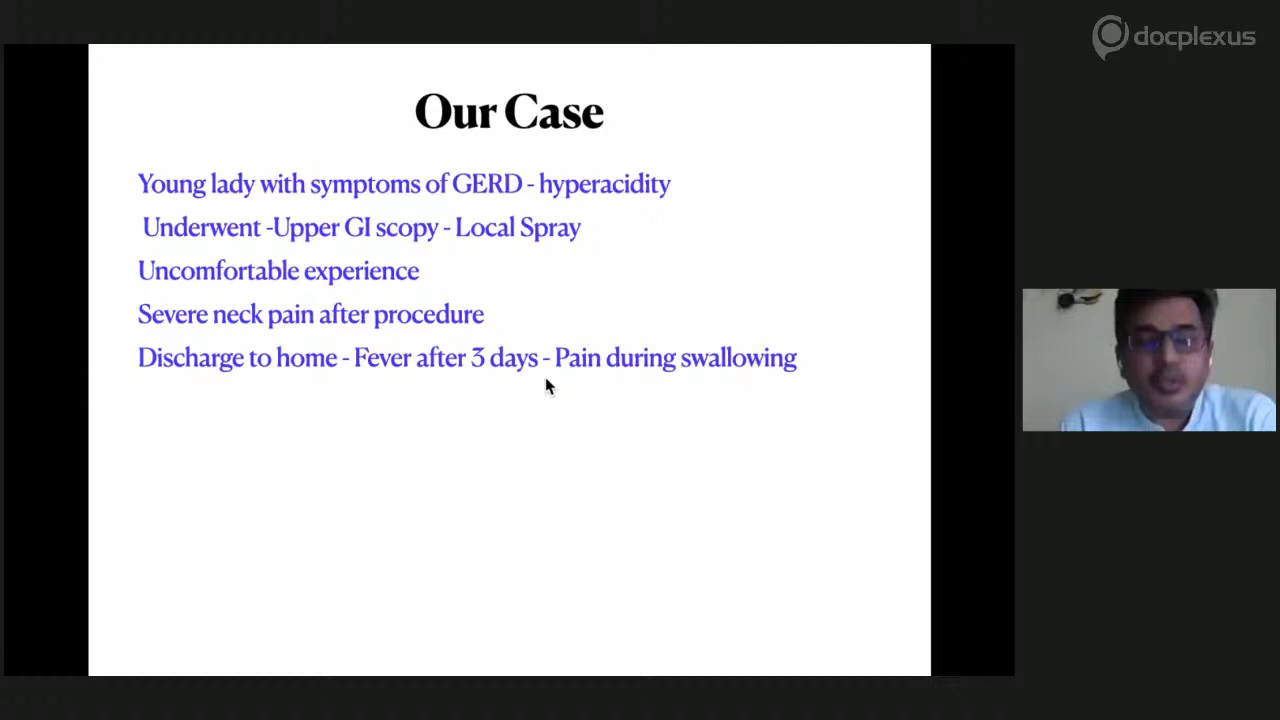 docplexus
Our Case
Young lady with symptoms of GERD - hyperacidity
Underwent -Upper GI scopy - Local Spray
Uncomfortable experience
Severe neck pain after procedure
Discharge to home - Fever after 3 days - Pain during swallowing